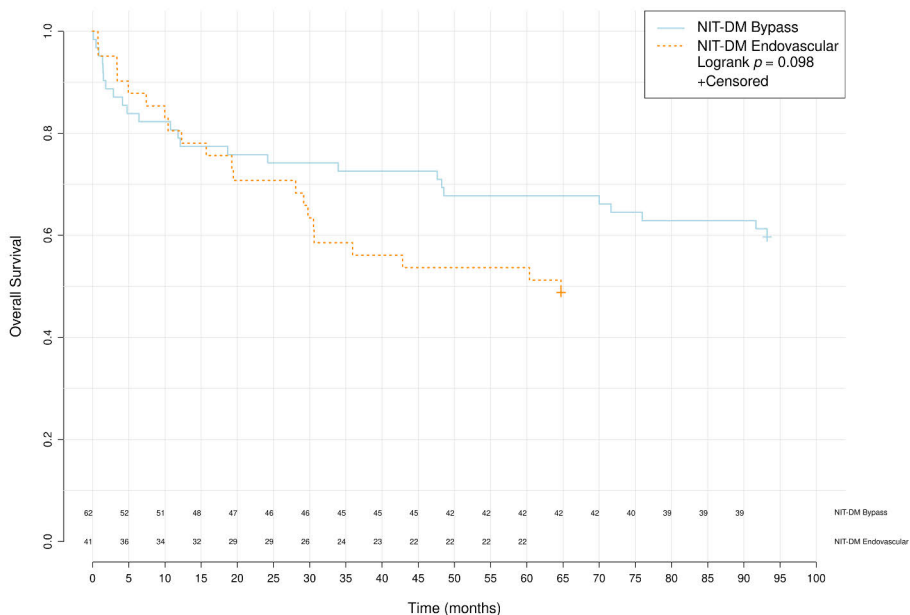 NIT-DM Bypass
NIT-DM Endovascular
Logrank p = 0.098
+Censored
Overall Survival
1.0
0.8
0.6
0.4
0.2
0.0
62 52 51 48 47 46 46 45 45 45 42 42 42 42 42 40 39 39 39 NIT-DM Bypass
41 36 34 32 29 29 26 24 23 22 22 22 22 NIT-DM Endovascular
0 5 10 15 20 25 30 35 40 45 50 55 60 65 70 75 80 85 90 95 100
Time (months)